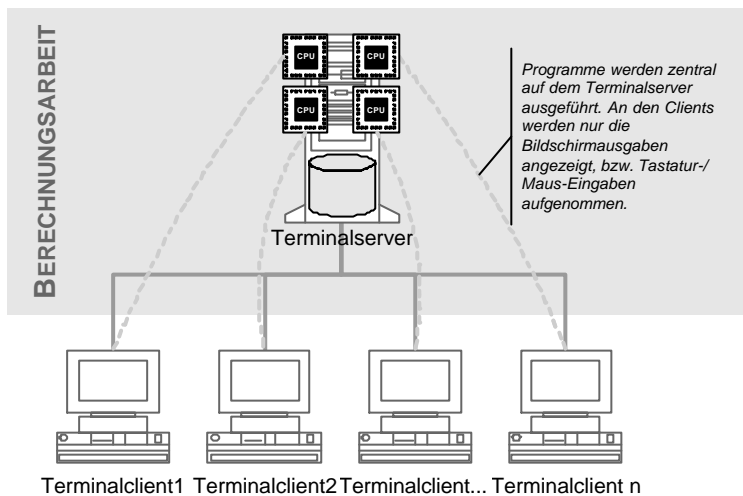 BERECHNUNGSARBEIT
CPU
CPU
CPU
CPU
Programme werden zentral
auf dem Terminalserver
ausgeführt. An den Clients
werden nur die
Bildschirmausgaben
angezeigt, bzw. Tastatur-/
Maus-Eingaben
aufgenommen.
Terminalserver
Terminalclient1
Terminalclient2
Terminalclient...
Terminalclient n